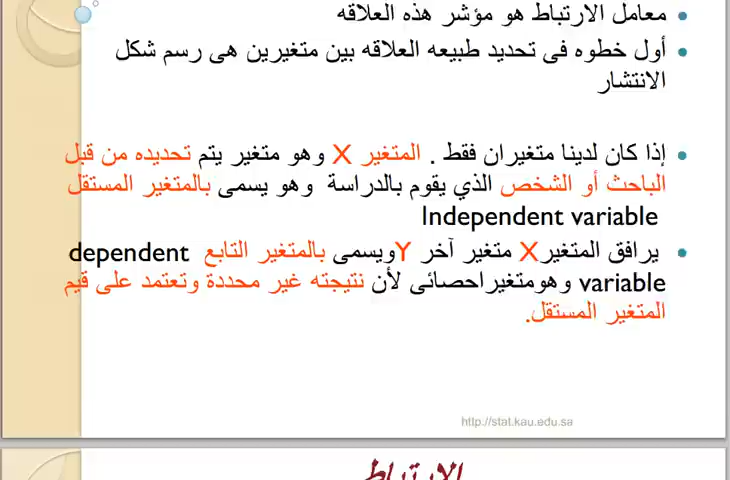 معامل الارتباط هو مؤشر هذه العلاقه
أول خطوه فى تحديد طبيعه العلاقه بين متغيرين هى رسم شكل
الانتشار
إذا كان لدينا متغيران فقط . المتغير X وهو متغير يتم تحديده من قبل
الباحث أو الشخص الذي يقوم بالدراسة وهو يسمى بالمتغير المستقل
Independent variable
يرافق المتغيرX متغير آخر Yويسمى بالمتغير التابع dependent
variable وهومتغيراحصائى لأن نتيجته غير محددة وتعتمد على قيم
المتغير المستقل.
http://stat.kau.edu.sa
الارتباط